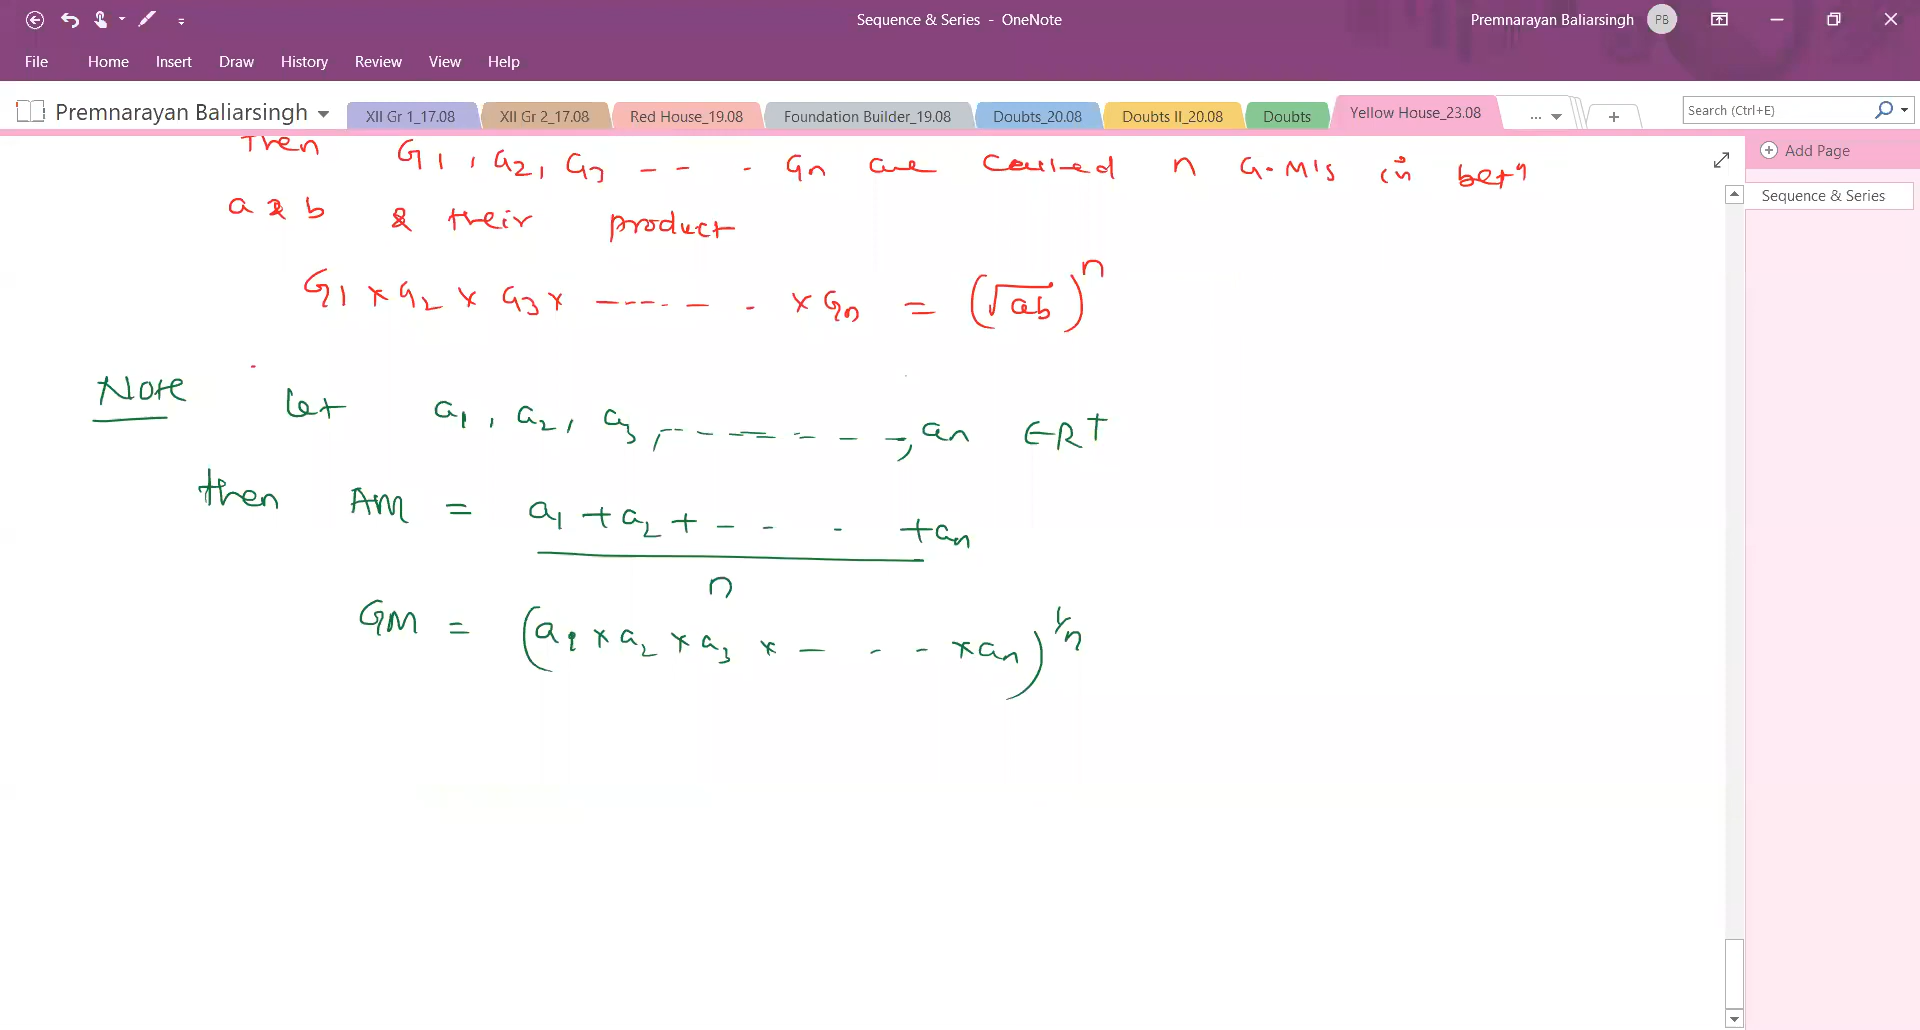 Sequence & Series - OneNote
Premnarayan Baliarsingh PB
File Home Insert Draw History Review View Help
Premnarayan Baliarsingh
XII Gr 1_17.08 XII Gr 2_17.08 Red House_19.08 Foundation Builder_19.08 Doubts_20.08 Doubts II_20.08 Doubts Yellow House_23.08 ... + Search (Ctrl+E)
Add Page
Sequence & Series
Then G1, G2, G3 - - - Gn are called n G.M's in betn
a & b & their product
G1 × G2 × G3 × ------- × Gn = (√ab)^n
Note let a1, a2, a3, ---------, an ∈ R+
then AM = a1 + a2 + - - - + an
n
GM = (a1 × a2 × a3 × - - - × an)^1/n